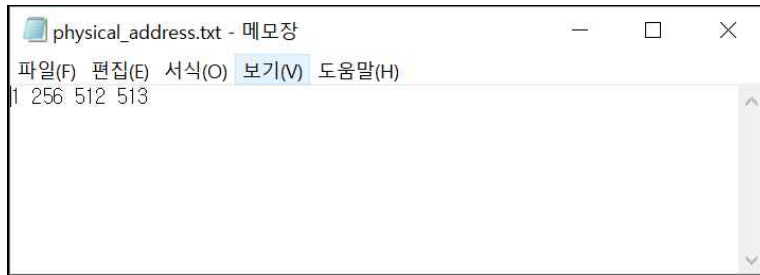 physical_address.txt - 메모장
파일(F) 편집(E) 서식(O) 보기(V) 도움말(H)
1 256 512 513